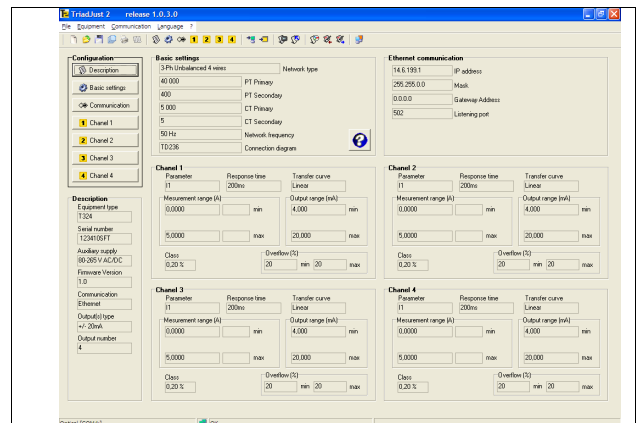 TriadJust 2 release 1.0.3.0
File Equipment Communication Language ?
1 2 3 4
Configuration
Description
Basic settings
Communication
1 Chanel 1
2 Chanel 2
3 Chanel 3
4 Chanel 4
Description
Equipment type
T324
Serial number
123410SFT
Auxiliary supply
80-265 V AC/DC
Firmware Version
1.0
Communication
Ethernet
Output(s) type
+/- 20mA
Output number
4
Basic settings
3-Ph Unbalanced 4 wires Network type
40 000 PT Primary
400 PT Secondary
5 000 CT Primary
5 CT Secondary
50 Hz Network frequency
TD236 Connection diagram
?
Ethernet communication
14.6.199.1 IP address
255.255.0.0 Mask
0.0.0.0 Gateway Address
502 Listening port
Chanel 1
Parameter Response time Transfer curve
I1 200ms Linear
Mesurement range (A) Output range (mA)
0,0000 min 4,000 min
5,0000 max 20,000 max
Class Overflow (%)
0,20 % 20 min 20 max
Chanel 2
Parameter Response time Transfer curve
I1 200ms Linear
Mesurement range (A) Output range (mA)
0,0000 min 4,000 min
5,0000 max 20,000 max
Class Overflow (%)
0,20 % 20 min 20 max
Chanel 3
Parameter Response time Transfer curve
I1 200ms Linear
Mesurement range (A) Output range (mA)
0,0000 min 4,000 min
5,0000 max 20,000 max
Class Overflow (%)
0,20 % 20 min 20 max
Chanel 4
Parameter Response time Transfer curve
I1 200ms Linear
Mesurement range (A) Output range (mA)
0,0000 min 4,000 min
5,0000 max 20,000 max
Class Overflow (%)
0,20 % 20 min 20 max